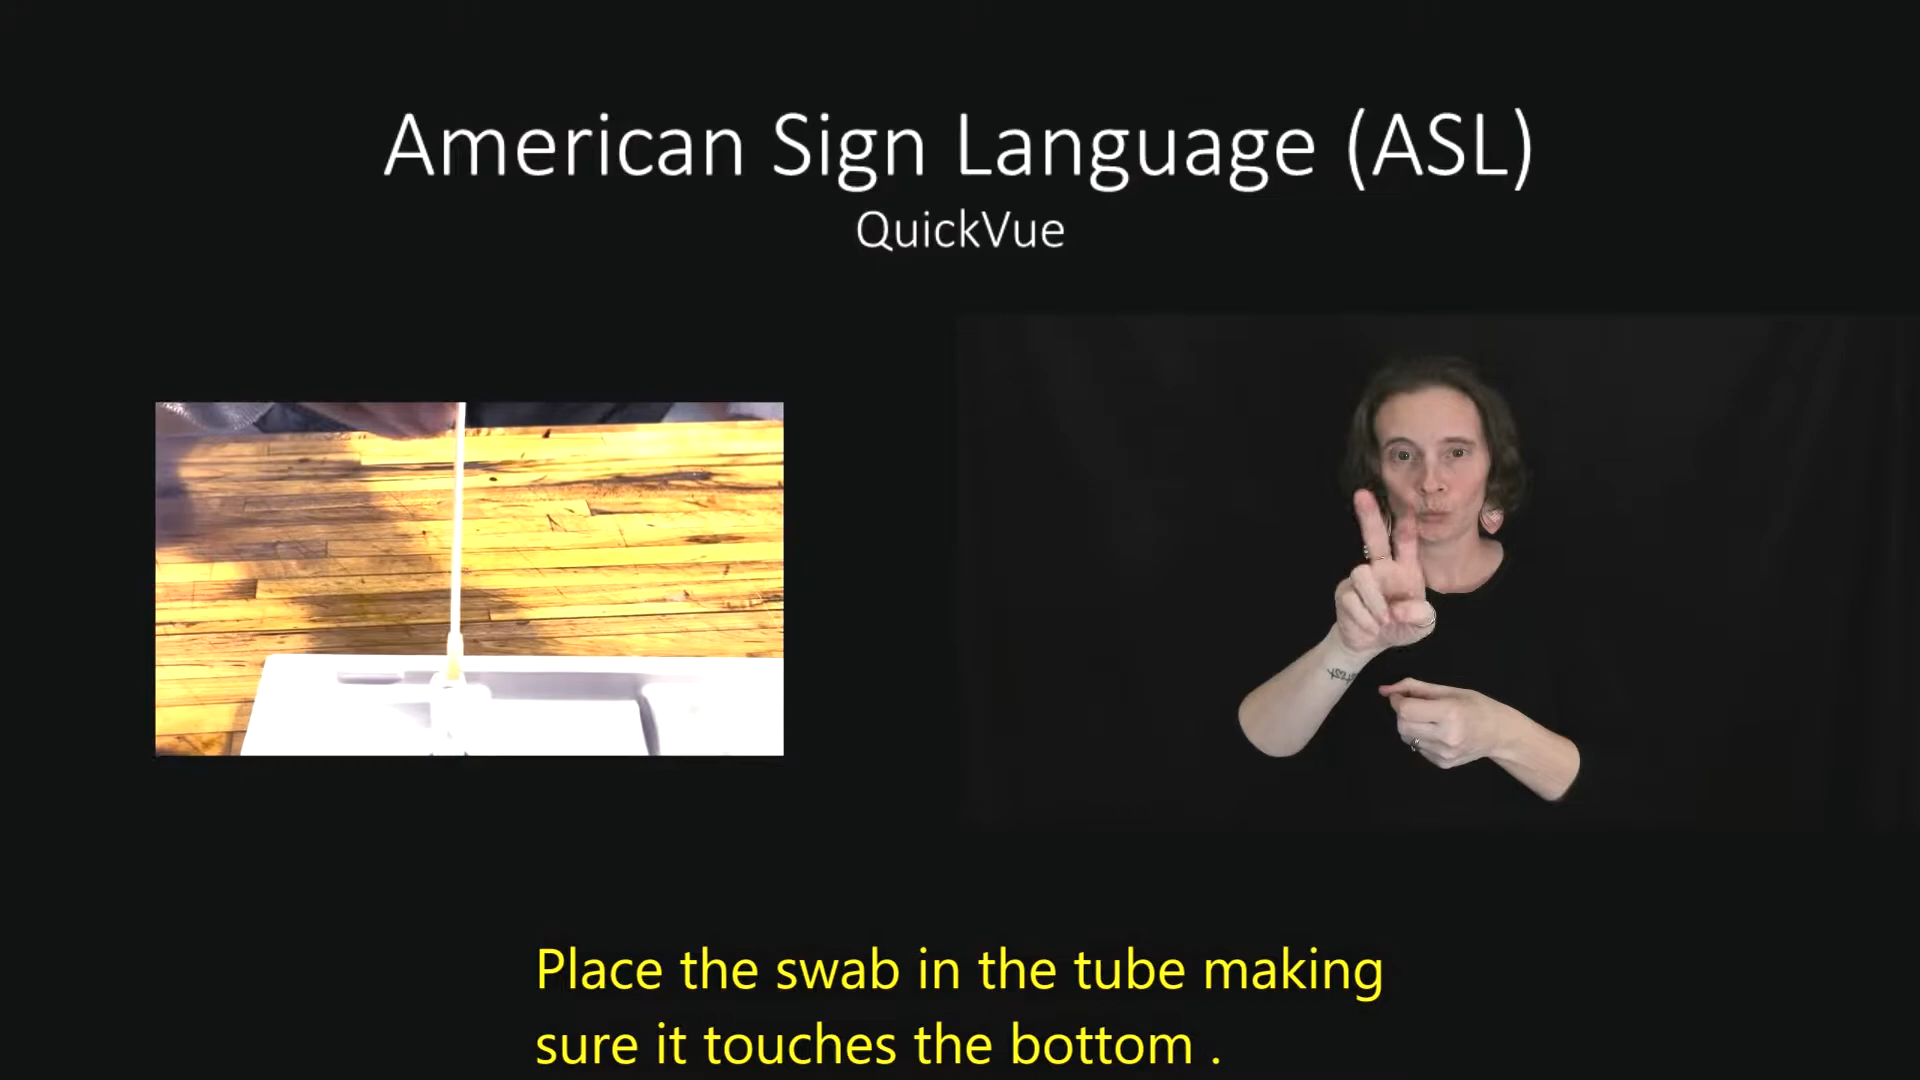 American Sign Language (ASL)
QuickVue
Place the swab in the tube making
sure it touches the bottom .